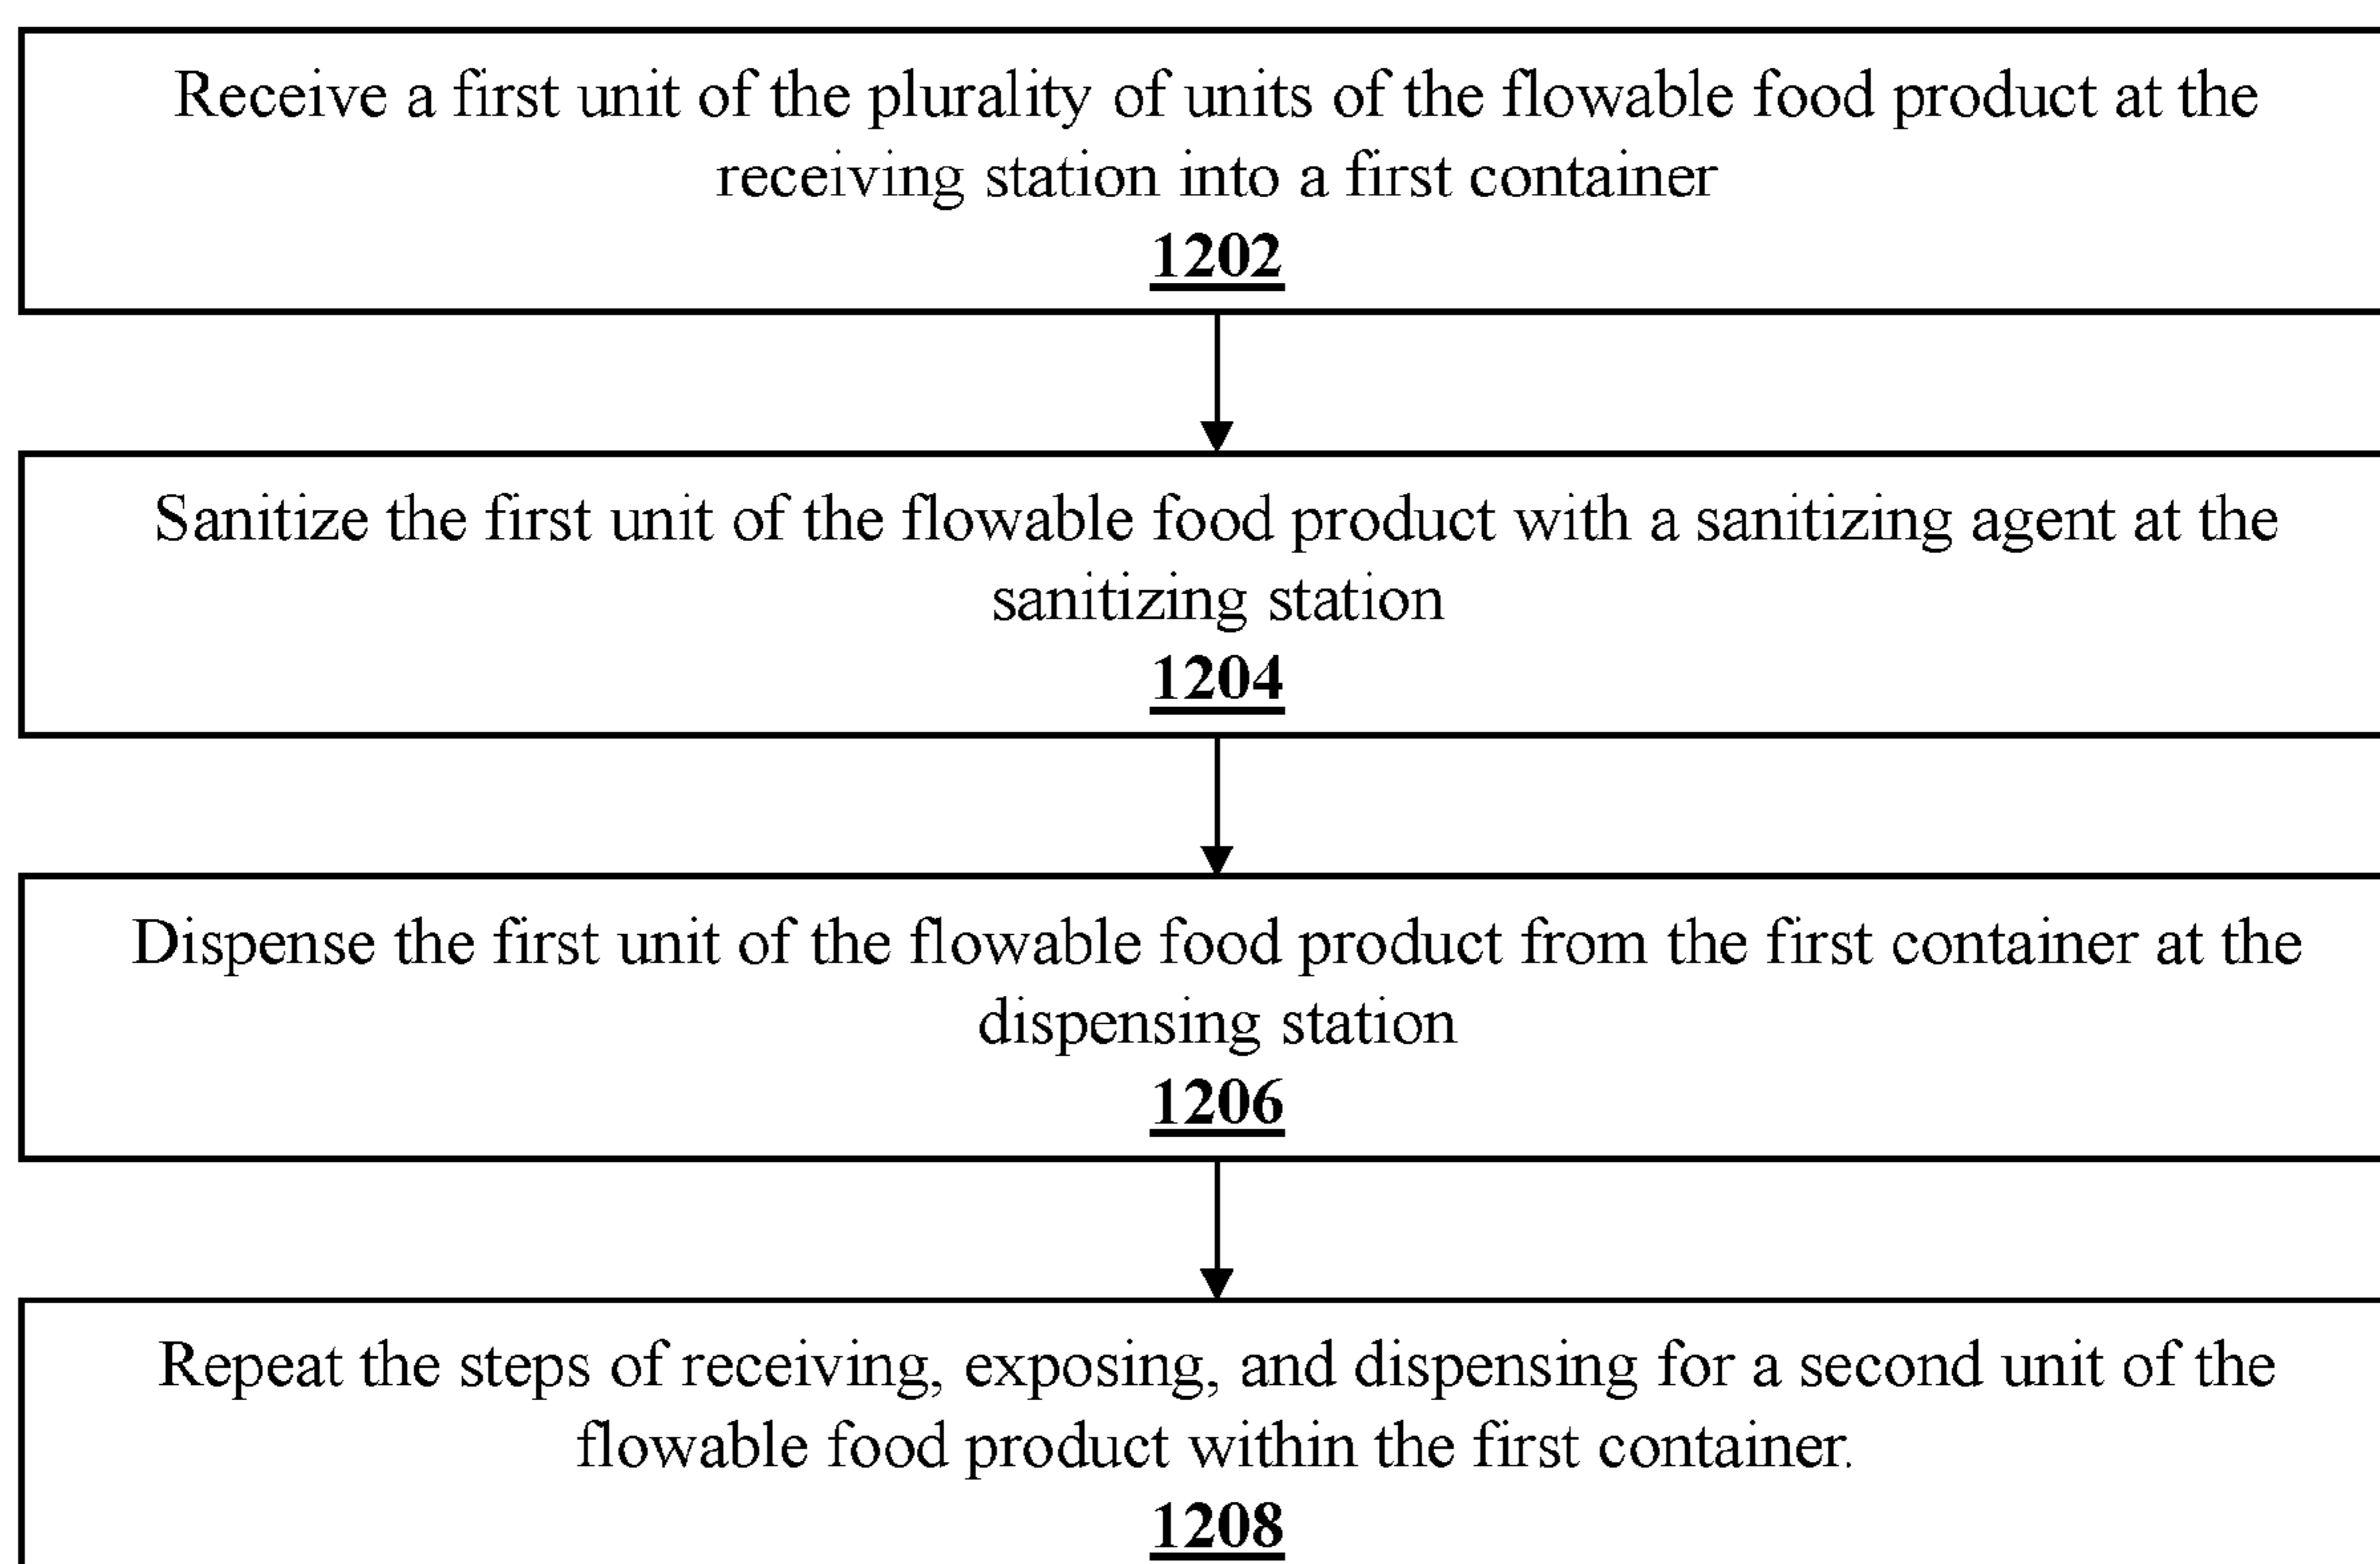 Receive a first unit of the plurality of units of the flowable food product at the
receiving station into a first container
1202
Sanitize the first unit of the flowable food product with a sanitizing agent at the
sanitizing station
1204
Dispense the first unit of the flowable food product from the first container at the
dispensing station
1206
Repeat the steps of receiving, exposing, and dispensing for a second unit of the
flowable food product within the first container.
1208